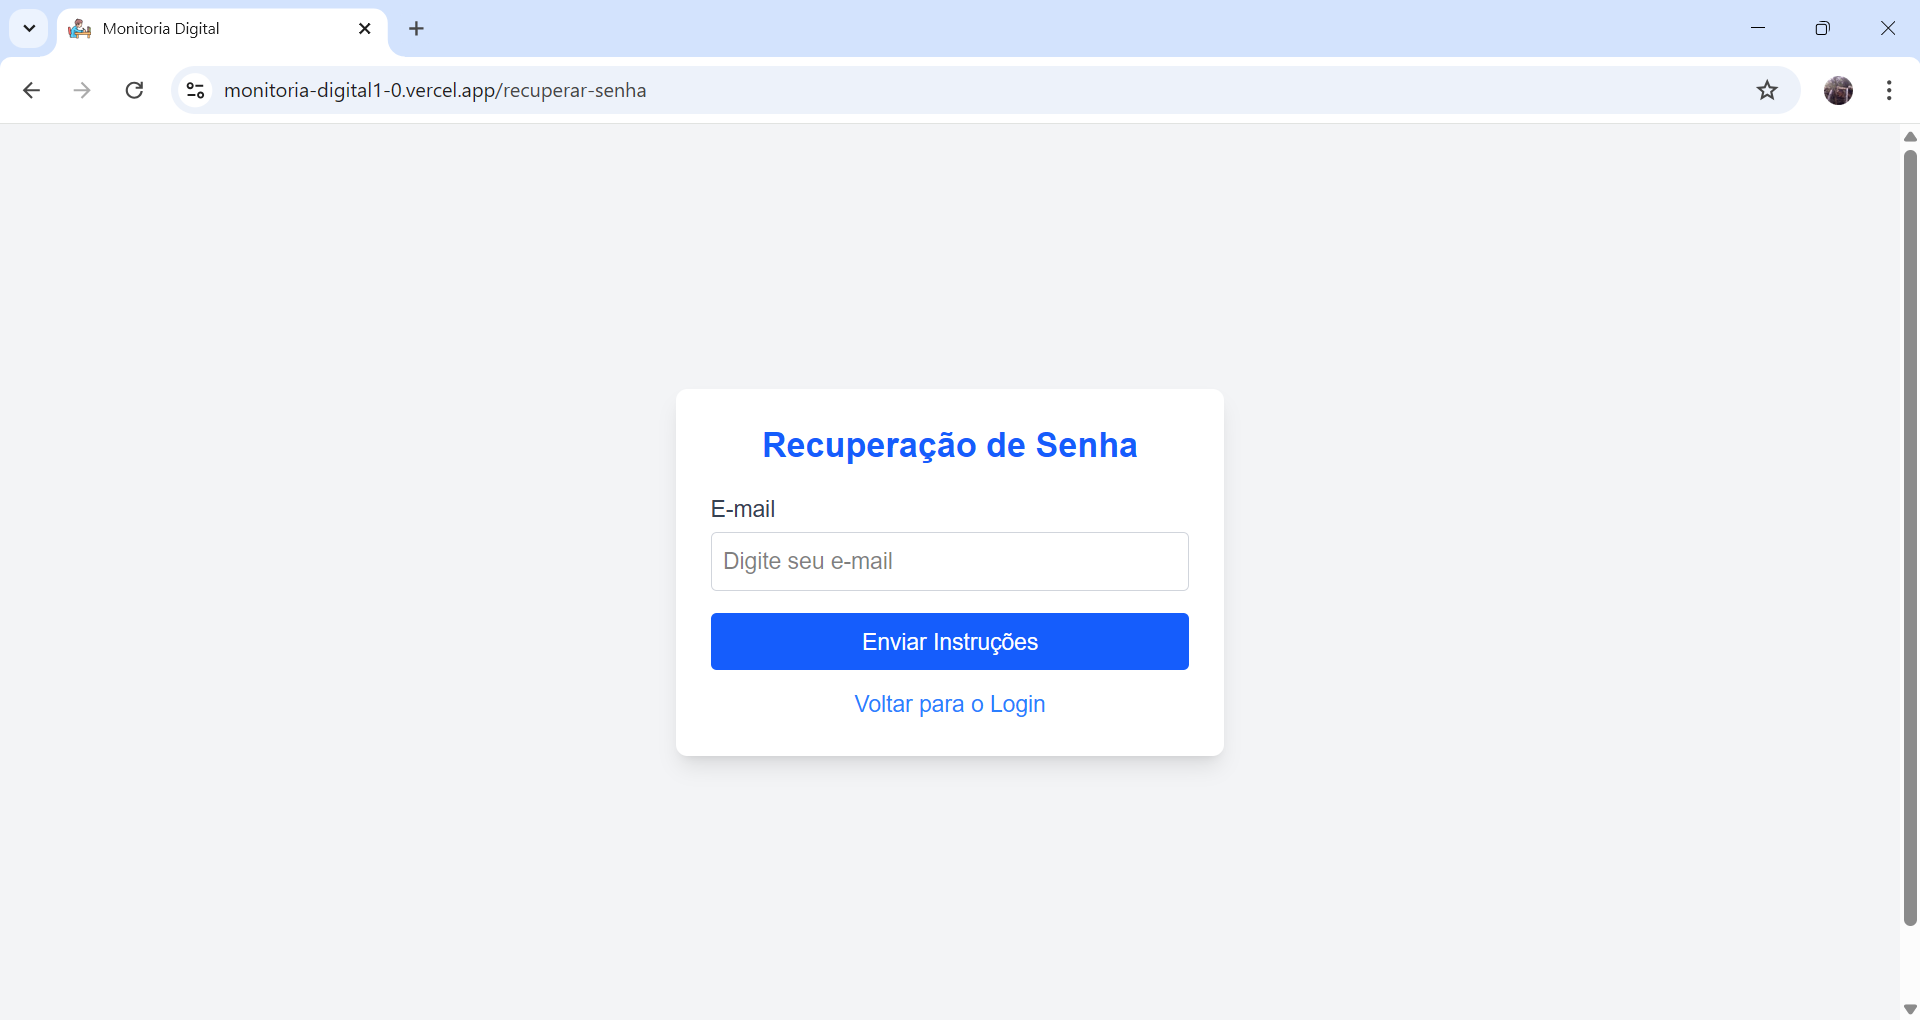 Monitoria Digital
monitoria-digital1-0.vercel.app/recuperar-senha
Recuperação de Senha
E-mail
Digite seu e-mail
Enviar Instruções
Voltar para o Login